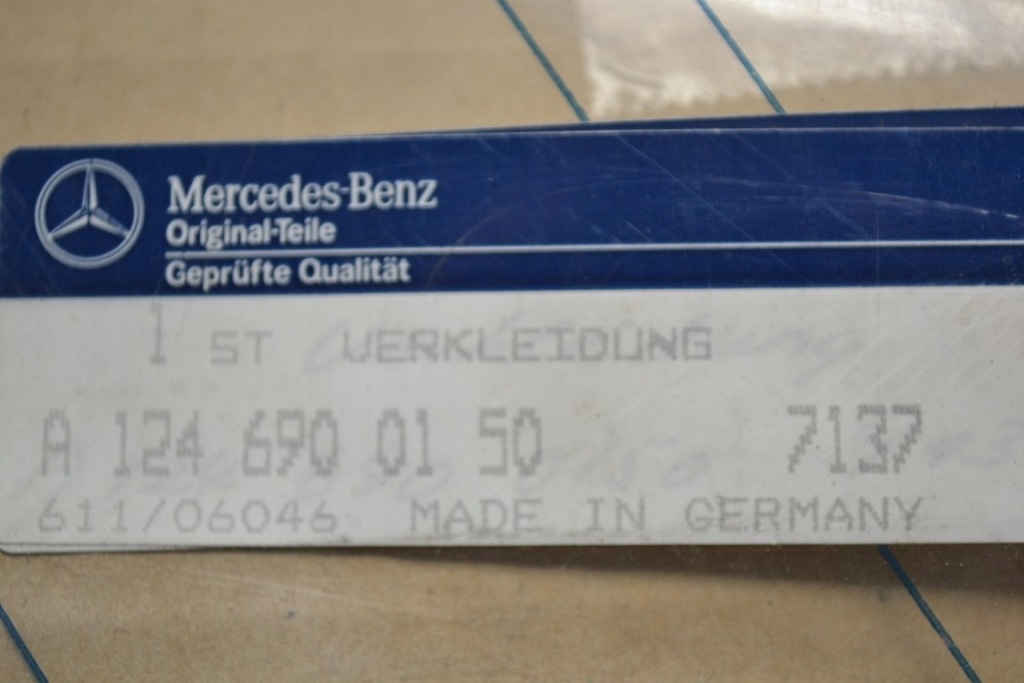 Mercedes-Benz
Original-Teile
Geprüfte Qualität
1 ST VERKLEIDUNG
A 124 690 01 50 7137
611/06046 MADE IN GERMANY